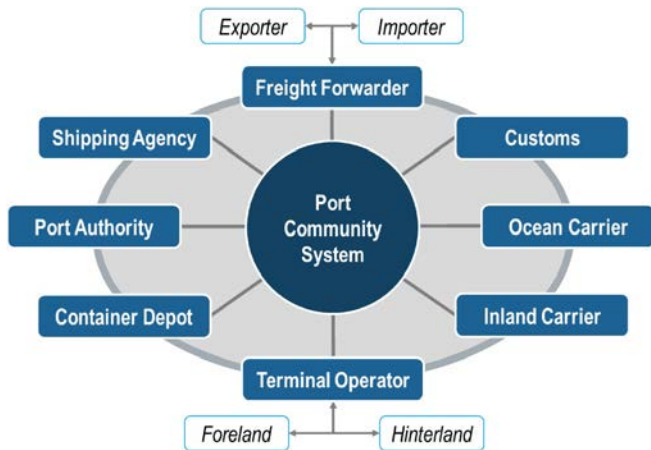 Exporter
Importer
Freight Forwarder
Shipping Agency
Customs
Port Authority
Port
Community
System
Ocean Carrier
Container Depot
Inland Carrier
Terminal Operator
Foreland
Hinterland